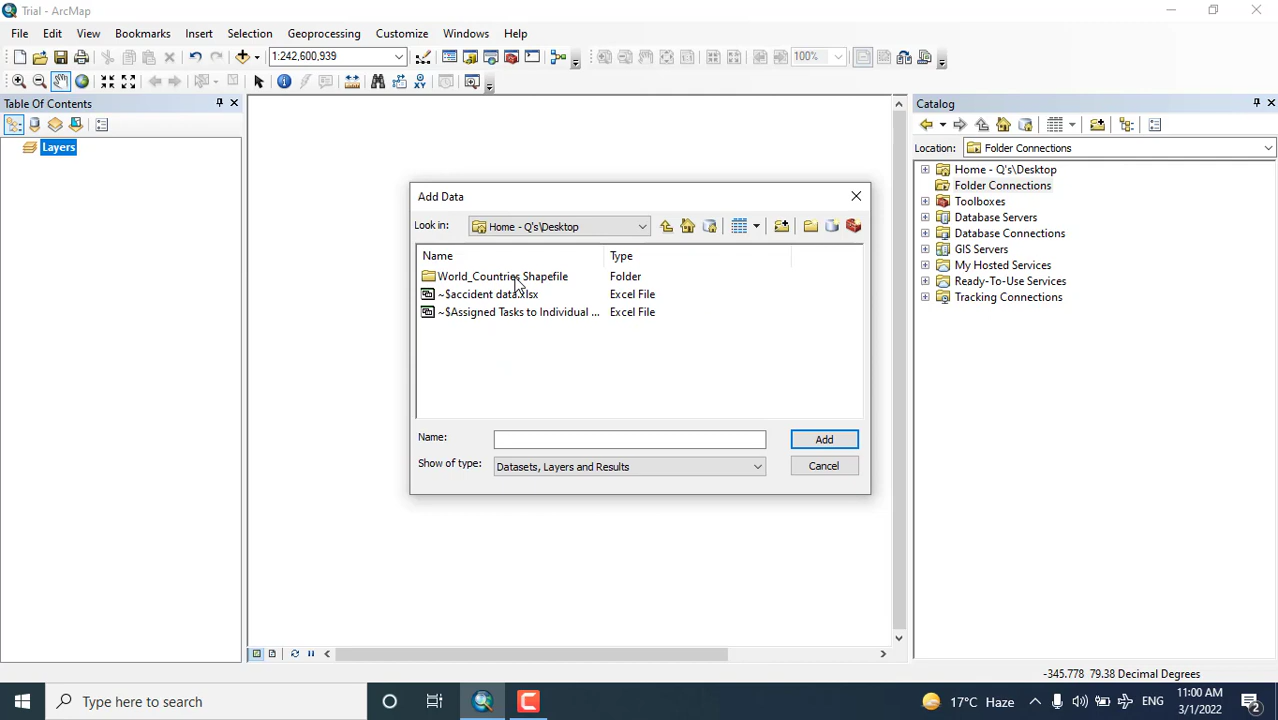 Trial - ArcMap
File Edit View Bookmarks Insert Selection Geoprocessing Customize Windows Help
1:242,600,939
100%
Table Of Contents
Layers
Catalog
Location: Folder Connections
Home - Q's\Desktop
Folder Connections
Toolboxes
Database Servers
Database Connections
GIS Servers
My Hosted Services
Ready-To-Use Services
Tracking Connections
Add Data
Look in: Home - Q's\Desktop
Name Type
World_Countries Shapefile Folder
~$accident data.xlsx Excel File
~$Assigned Tasks to Individual ... Excel File
Name: Add
Show of type: Datasets, Layers and Results Cancel
-345.778 79.38 Decimal Degrees
Type here to search
17°C Haze
ENG
11:00 AM
3/1/2022
2